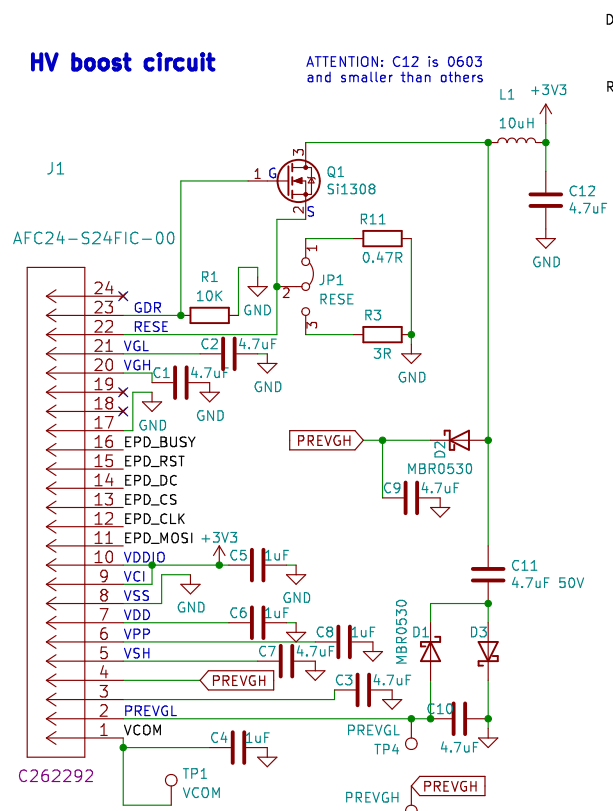 D
HV boost circuit
ATTENTION: C12 is 0603
and smaller than others
L1
+3V3
R
10uH
3
J1
1
G
Q1
Si1308
C12
4.7uF
2
S
AFC24-S24FIC-00
R11
1
0.47R
GND
24
R1
10K
JP1
RESE
2
GND
23
GDR
22
RESE
3
R3
3R
21
VGL
C2
4.7uF
20
VGH
C1
4.7uF
GND
GND
19
GND
18
17
GND
16
EPD_BUSY
PREVGH
D2
15
EPD_RST
MBR0530
14
EPD_DC
C9
4.7uF
13
EPD_CS
12
EPD_CLK
11
EPD_MOSI
+3V3
10
VDDIO
C5
1uF
C11
4.7uF 50V
9
VCI
8
VSS
GND
GND
7
VDD
C6
1uF
MBR0530
6
VPP
C8
1uF
D1
D3
5
VSH
C7
4.7uF
4
PREVGH
3
C3
4.7uF
2
PREVGL
C10
4.7uF
1
VCOM
PREVGL
TP4
C4
1uF
C262292
TP1
VCOM
PREVGH
PREVGH